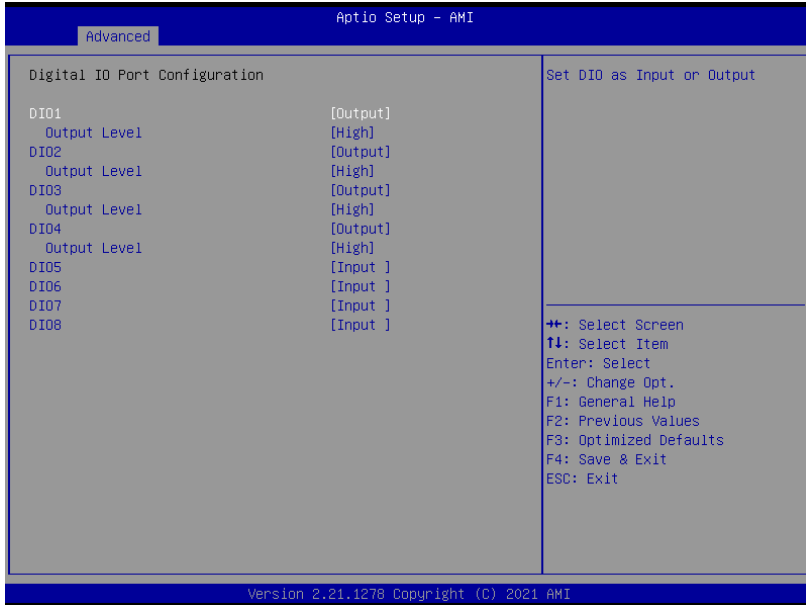 Aptio Setup – AMI
Advanced
Digital IO Port Configuration
DIO1 [Output]
Output Level [High]
DIO2 [Output]
Output Level [High]
DIO3 [Output]
Output Level [High]
DIO4 [Output]
Output Level [High]
DIO5 [Input ]
DIO6 [Input ]
DIO7 [Input ]
DIO8 [Input ]
Set DIO as Input or Output
→←: Select Screen
↑↓: Select Item
Enter: Select
+/-: Change Opt.
F1: General Help
F2: Previous Values
F3: Optimized Defaults
F4: Save & Exit
ESC: Exit
Version 2.21.1278 Copyright (C) 2021 AMI